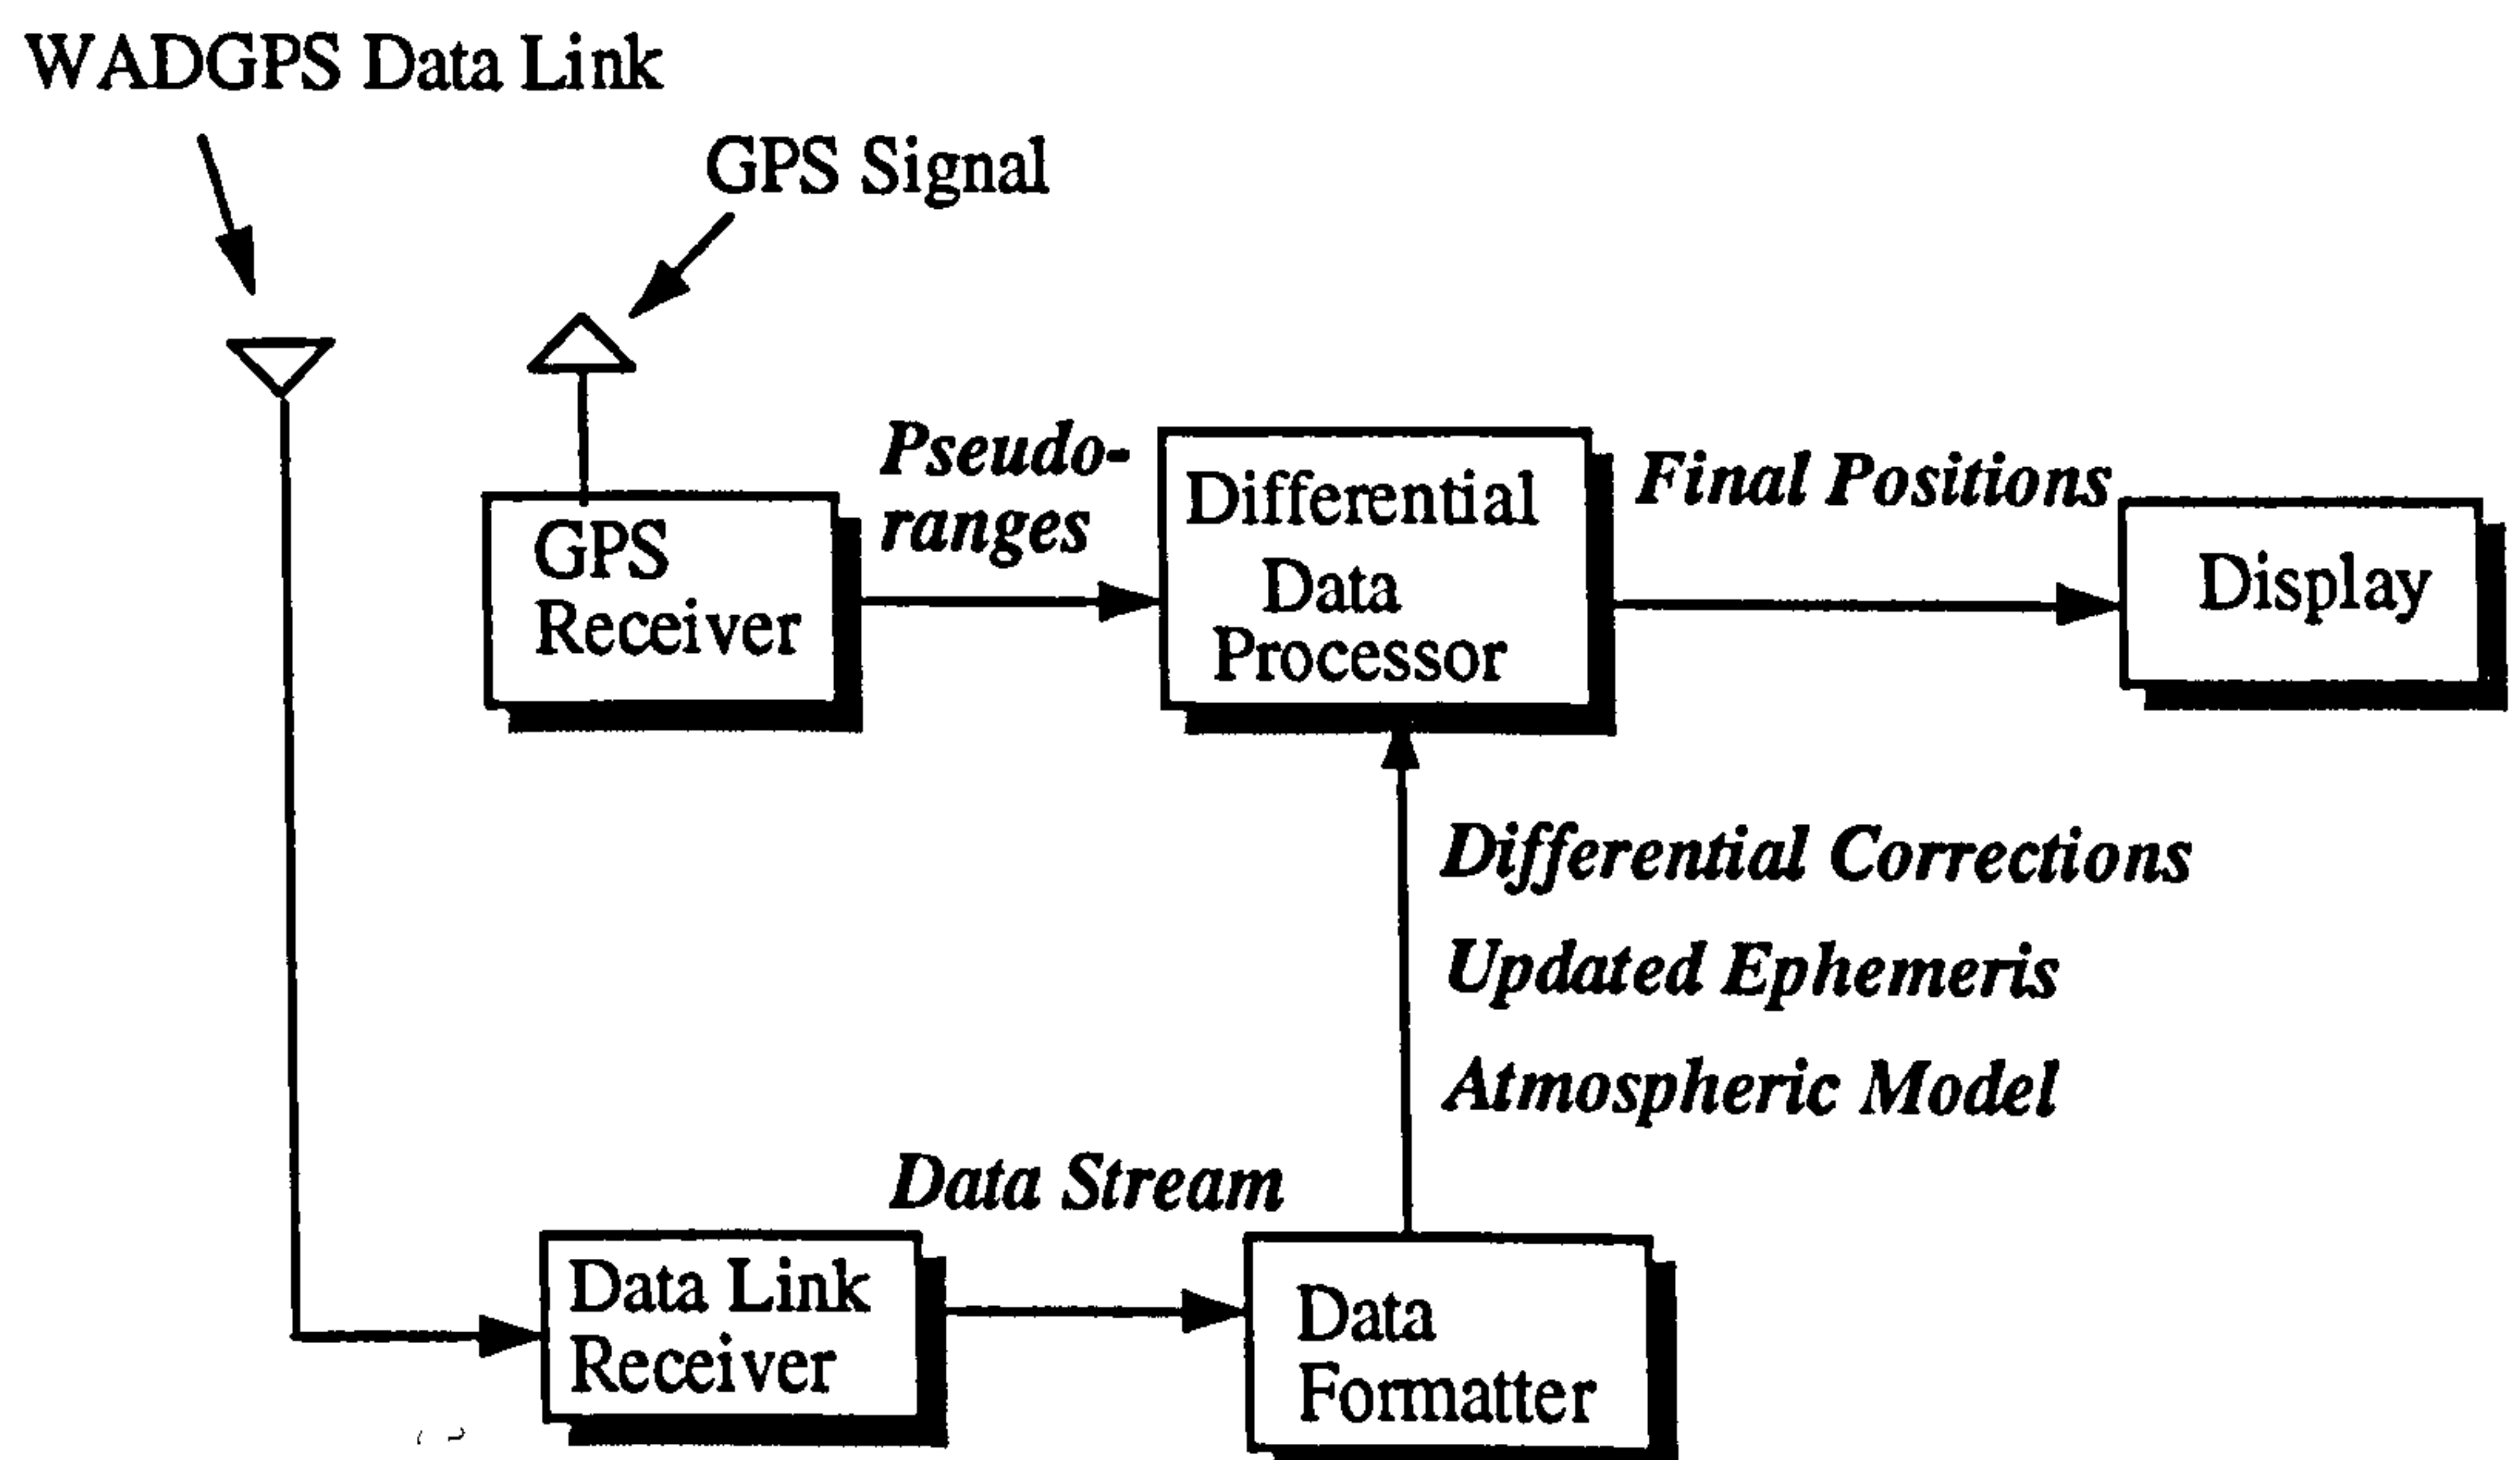 WADGPS Data Link
GPS Signal
Pseudo-
ranges
GPS
Receiver
Differential
Data
Processor
Final Positions
Display
Differential Corrections
Updated Ephemeris
Atmospheric Model
Data Stream
Data Link
Receiver
Data
Formatter